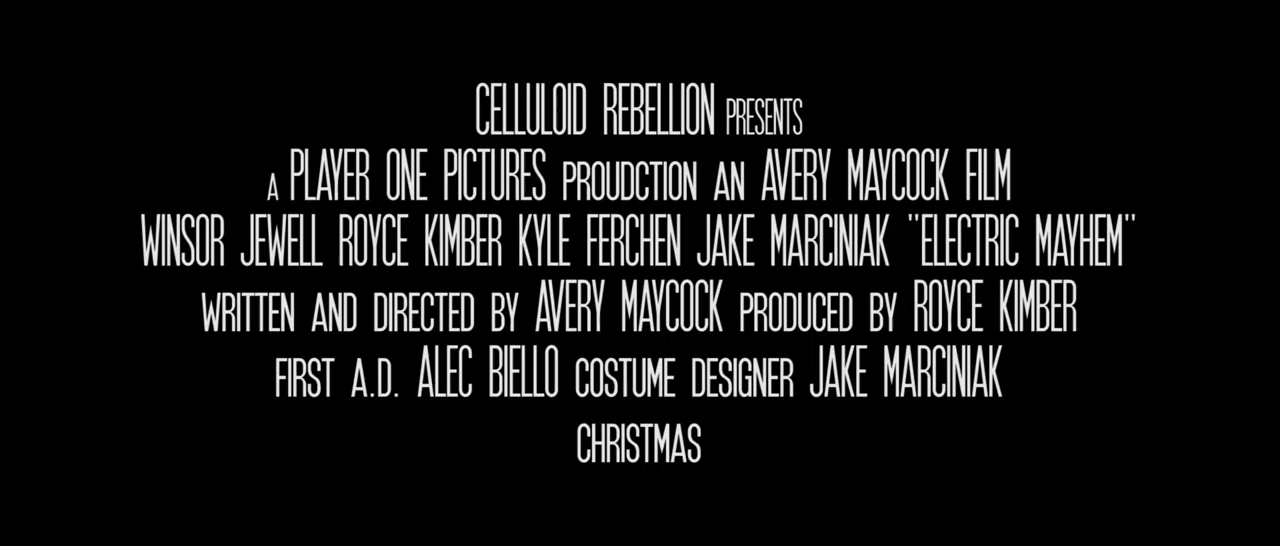 CELLULOID REBELLION PRESENTS
A PLAYER ONE PICTURES PROUDCTION AN AVERY MAYCOCK FILM
WINSOR JEWELL ROYCE KIMBER KYLE FERCHEN JAKE MARCINIAK "ELECTRIC MAYHEM"
WRITTEN AND DIRECTED BY AVERY MAYCOCK PRODUCED BY ROYCE KIMBER
FIRST A.D. ALEC BIELLO COSTUME DESIGNER JAKE MARCINIAK
CHRISTMAS